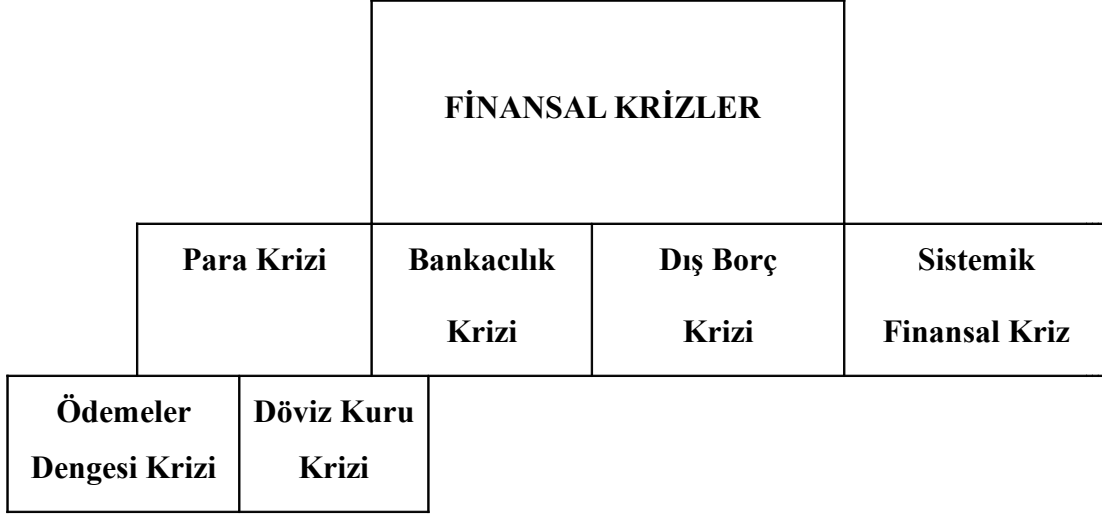 FİNANSAL KRİZLER
Para Krizi
Bankacılık
Krizi
Dış Borç
Krizi
Sistemik
Finansal Kriz
Ödemeler
Dengesi Krizi
Döviz Kuru
Krizi